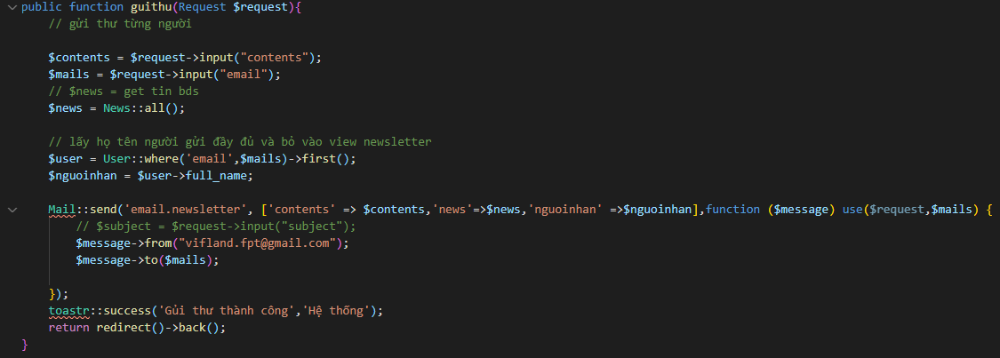 public function guithu(Request $request){
// gửi thư từng người
$contents = $request->input("contents");
$mails = $request->input("email");
// $news = get tin bds
$news = News::all();
// lấy họ tên người gửi đầy đủ và bỏ vào view newsletter
$user = User::where('email',$mails)->first();
$nguoinhan = $user->full_name;
Mail::send('email.newsletter', ['contents' => $contents,'news'=>$news,'nguoinhan' =>$nguoinhan],function ($message) use($request,$mails) {
// $subject = $request->input("subject");
$message->from("vifland.fpt@gmail.com");
$message->to($mails);
});
toastr::success('Gủi thư thành công','Hệ thống');
return redirect()->back();
}